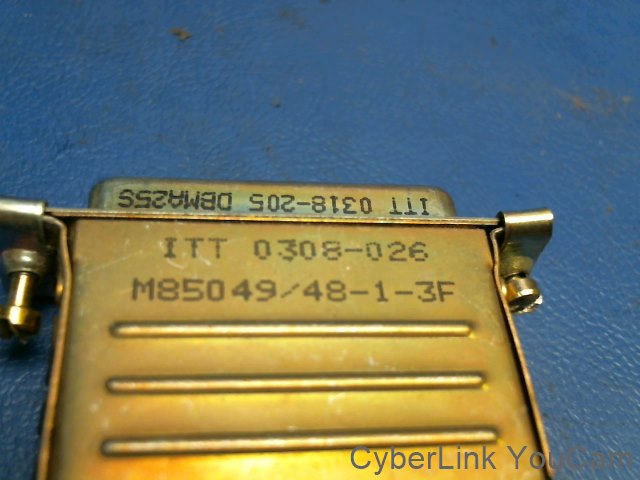 ITT 0318-205 DBMA25S
ITT 0308-026
M85049/48-1-3F
CyberLink YouCam